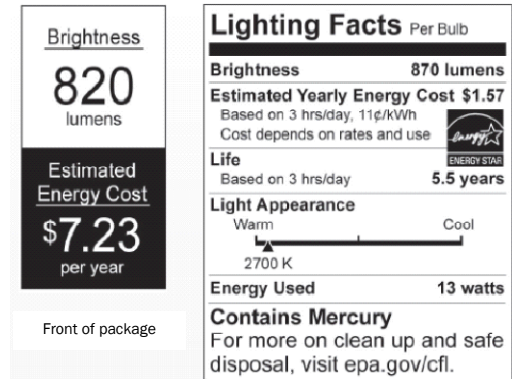 Brightness
820
lumens
Estimated
Energy Cost
$7.23
per year
Front of package
Lighting Facts Per Bulb
Brightness 870 lumens
Estimated Yearly Energy Cost $1.57
Based on 3 hrs/day, 11¢/kWh
Cost depends on rates and use
energy
ENERGY STAR
Life
Based on 3 hrs/day 5.5 years
Light Appearance
Warm Cool
2700 K
Energy Used 13 watts
Contains Mercury
For more on clean up and safe
disposal, visit epa.gov/cfl.